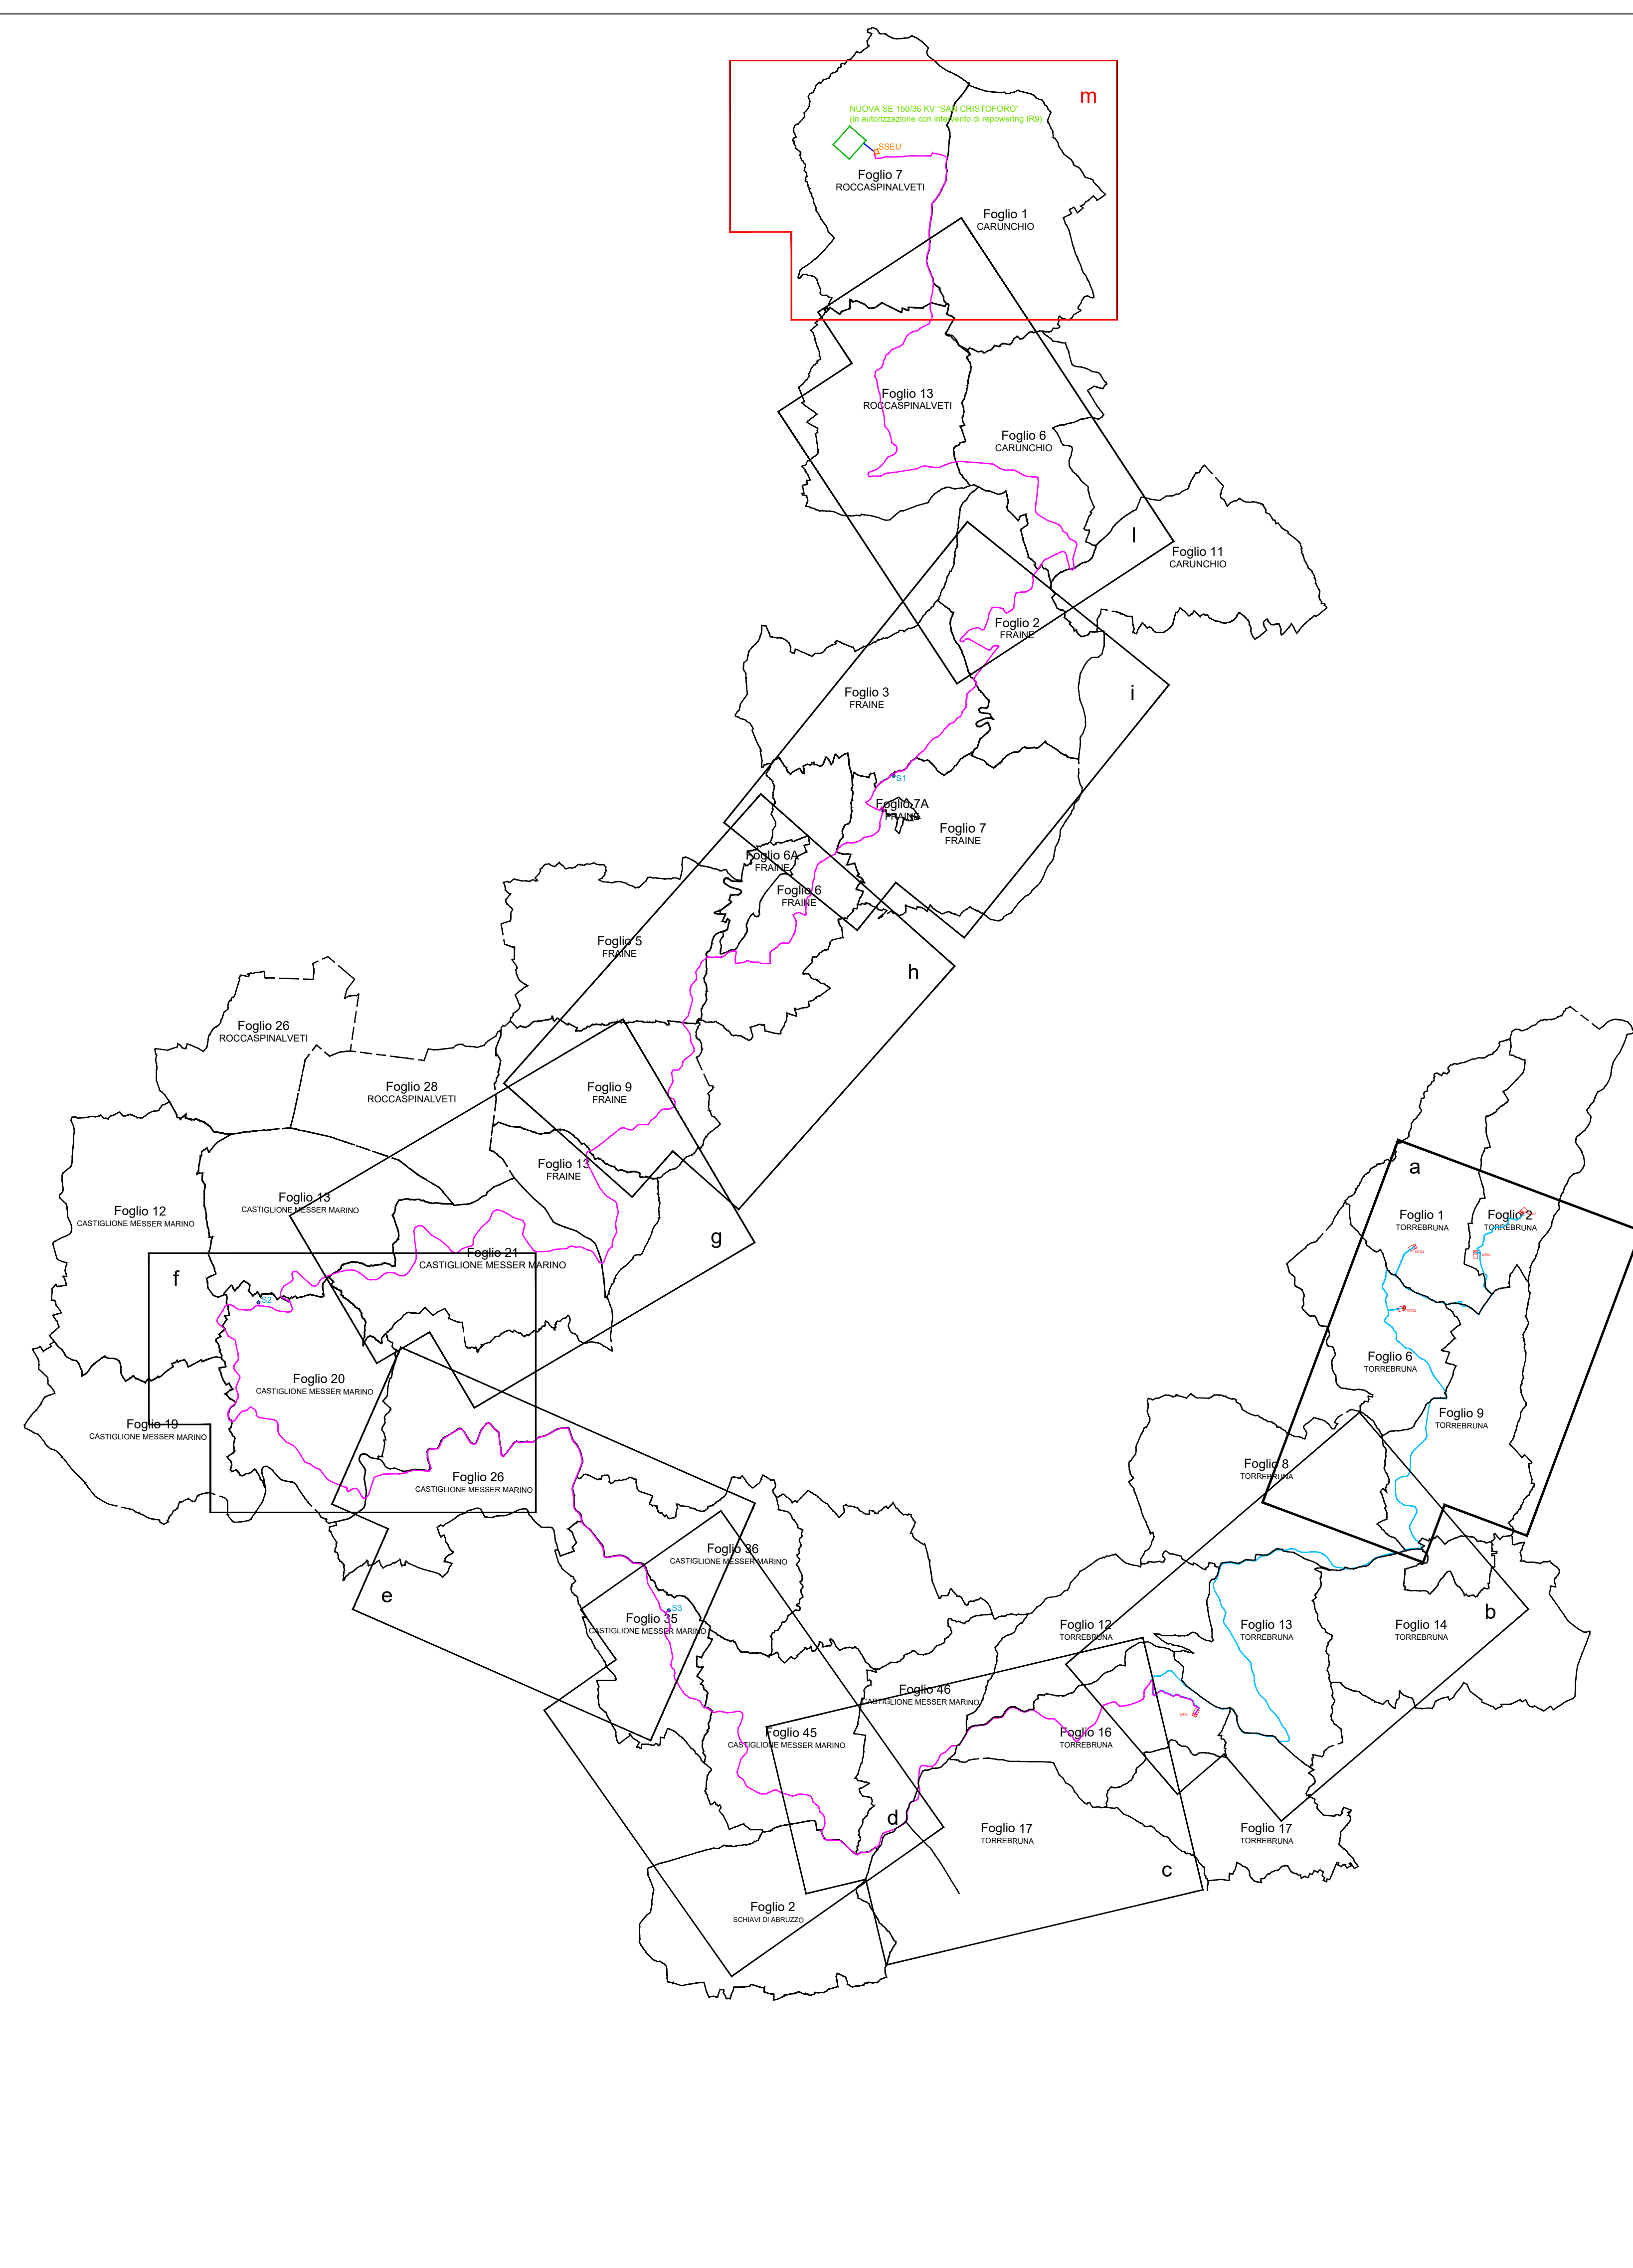 m
NUOVA SE 150/36 KV "SAN CRISTOFORO"
(in autorizzazione con intervento di repowering IR9)
SSEU
Foglio 7
ROCCASPINALVETI
Foglio 1
CARUNCHIO
Foglio 13
ROCCASPINALVETI
Foglio 6
CARUNCHIO
l
Foglio 11
CARUNCHIO
Foglio 2
FRAINE
i
Foglio 3
FRAINE
S1
Foglio 7A
FRAINE
Foglio 7
FRAINE
Foglio 6A
FRAINE
Foglio 6
FRAINE
Foglio 5
FRAINE
h
Foglio 26
ROCCASPINALVETI
Foglio 28
ROCCASPINALVETI
Foglio 9
FRAINE
Foglio 13
FRAINE
Foglio 12
CASTIGLIONE MESSER MARINO
Foglio 13
CASTIGLIONE MESSER MARINO
g
Foglio 21
CASTIGLIONE MESSER MARINO
f
S2
Foglio 20
CASTIGLIONE MESSER MARINO
Foglio 19
CASTIGLIONE MESSER MARINO
Foglio 26
CASTIGLIONE MESSER MARINO
a
Foglio 1
TORREBRUNA
Foglio 2
TORREBRUNA
Foglio 6
TORREBRUNA
Foglio 9
TORREBRUNA
Foglio 8
TORREBRUNA
Foglio 36
CASTIGLIONE MESSER MARINO
e
S3
Foglio 35
CASTIGLIONE MESSER MARINO
b
Foglio 12
TORREBRUNA
Foglio 13
TORREBRUNA
Foglio 14
TORREBRUNA
Foglio 46
CASTIGLIONE MESSER MARINO
Foglio 45
CASTIGLIONE MESSER MARINO
Foglio 16
TORREBRUNA
d
Foglio 17
TORREBRUNA
Foglio 17
TORREBRUNA
c
Foglio 2
SCHIAVI DI ABRUZZO